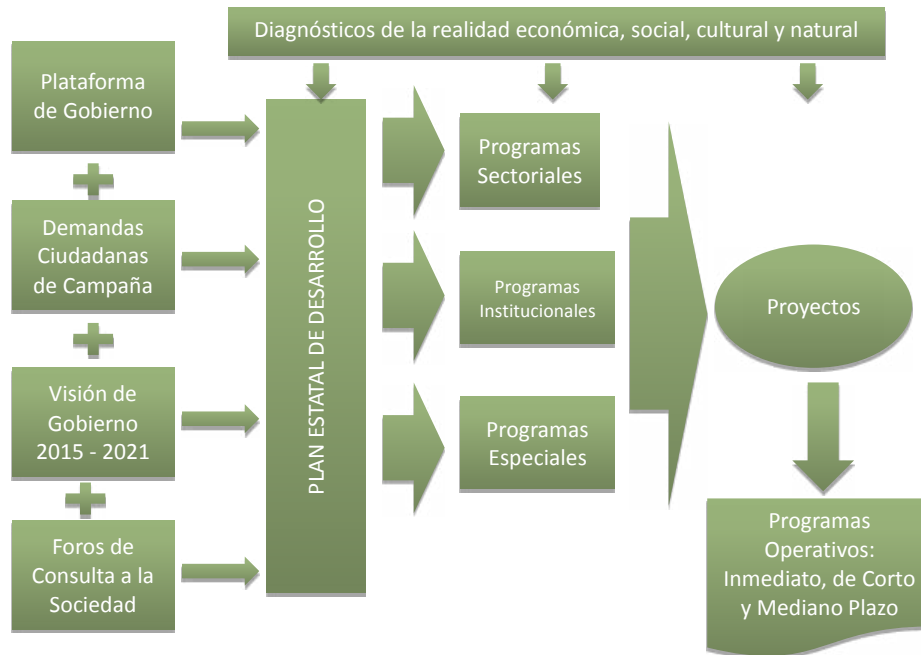 Diagnósticos de la realidad económica, social, cultural y natural
Plataforma
de Gobierno
Demandas
Ciudadanas
de Campaña
Visión de
Gobierno
2015 - 2021
Foros de
Consulta a la
Sociedad
PLAN ESTATAL DE DESARROLLO
Programas
Sectoriales
Programas
Institucionales
Programas
Especiales
Proyectos
Programas
Operativos:
Inmediato, de Corto
y Mediano Plazo